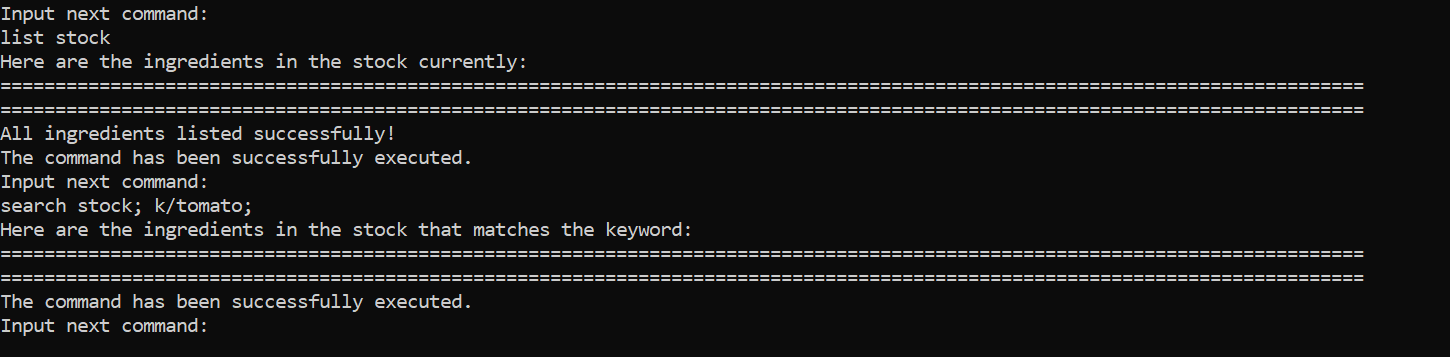 Input next command:
list stock
Here are the ingredients in the stock currently:
============================================================================================================================
============================================================================================================================
All ingredients listed successfully!
The command has been successfully executed.
Input next command:
search stock; k/tomato;
Here are the ingredients in the stock that matches the keyword:
============================================================================================================================
============================================================================================================================
The command has been successfully executed.
Input next command: